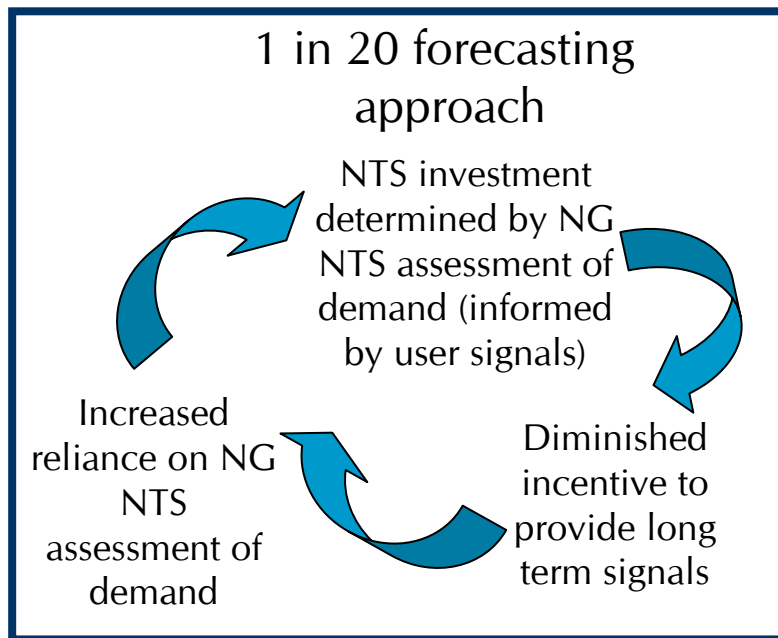 1 in 20 forecasting
approach
NTS investment
determined by NG
NTS assessment of
demand (informed
by user signals)
Diminished
incentive to
provide long
term signals
Increased
reliance on NG
NTS
assessment of
demand